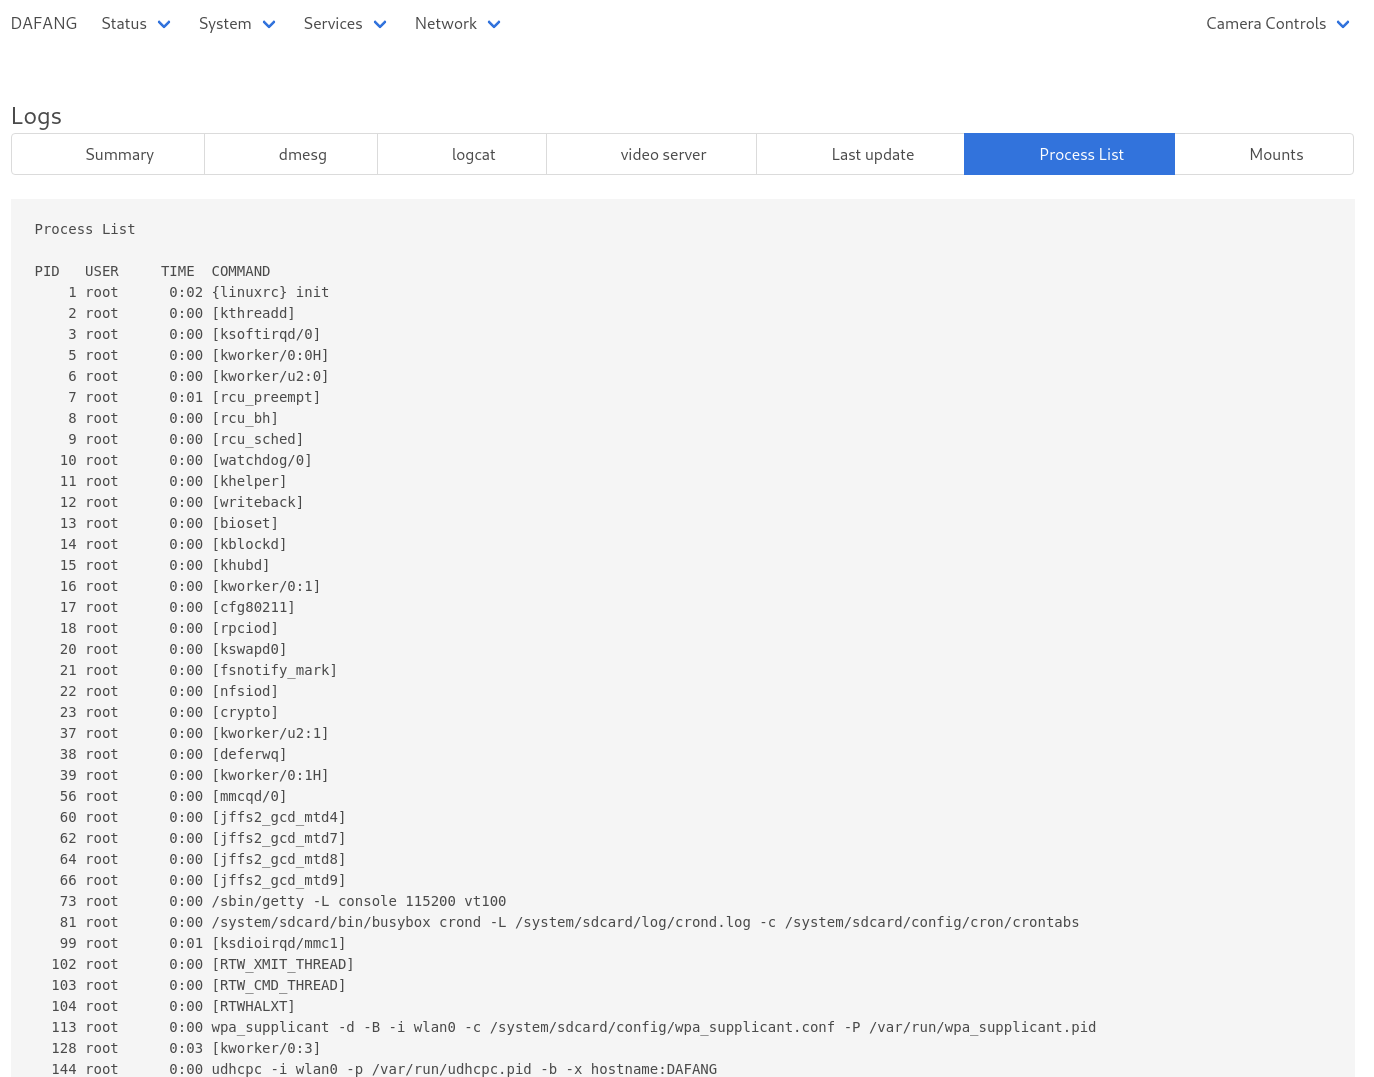 DAFANG Status System Services Network Camera Controls
Logs
Summary dmesg logcat video server Last update Process List Mounts
Process List
PID   USER     TIME  COMMAND
    1 root      0:02 {linuxrc} init
    2 root      0:00 [kthreadd]
    3 root      0:00 [ksoftirqd/0]
    5 root      0:00 [kworker/0:0H]
    6 root      0:00 [kworker/u2:0]
    7 root      0:01 [rcu_preempt]
    8 root      0:00 [rcu_bh]
    9 root      0:00 [rcu_sched]
   10 root      0:00 [watchdog/0]
   11 root      0:00 [khelper]
   12 root      0:00 [writeback]
   13 root      0:00 [bioset]
   14 root      0:00 [kblockd]
   15 root      0:00 [khubd]
   16 root      0:00 [kworker/0:1]
   17 root      0:00 [cfg80211]
   18 root      0:00 [rpciod]
   20 root      0:00 [kswapd0]
   21 root      0:00 [fsnotify_mark]
   22 root      0:00 [nfsiod]
   23 root      0:00 [crypto]
   37 root      0:00 [kworker/u2:1]
   38 root      0:00 [deferwq]
   39 root      0:00 [kworker/0:1H]
   56 root      0:00 [mmcqd/0]
   60 root      0:00 [jffs2_gcd_mtd4]
   62 root      0:00 [jffs2_gcd_mtd7]
   64 root      0:00 [jffs2_gcd_mtd8]
   66 root      0:00 [jffs2_gcd_mtd9]
   73 root      0:00 /sbin/getty -L console 115200 vt100
   81 root      0:00 /system/sdcard/bin/busybox crond -L /system/sdcard/log/crond.log -c /system/sdcard/config/cron/crontabs
   99 root      0:01 [ksdioirqd/mmc1]
  102 root      0:00 [RTW_XMIT_THREAD]
  103 root      0:00 [RTW_CMD_THREAD]
  104 root      0:00 [RTWHALXT]
  113 root      0:00 wpa_supplicant -d -B -i wlan0 -c /system/sdcard/config/wpa_supplicant.conf -P /var/run/wpa_supplicant.pid
  128 root      0:03 [kworker/0:3]
  144 root      0:00 udhcpc -i wlan0 -p /var/run/udhcpc.pid -b -x hostname:DAFANG